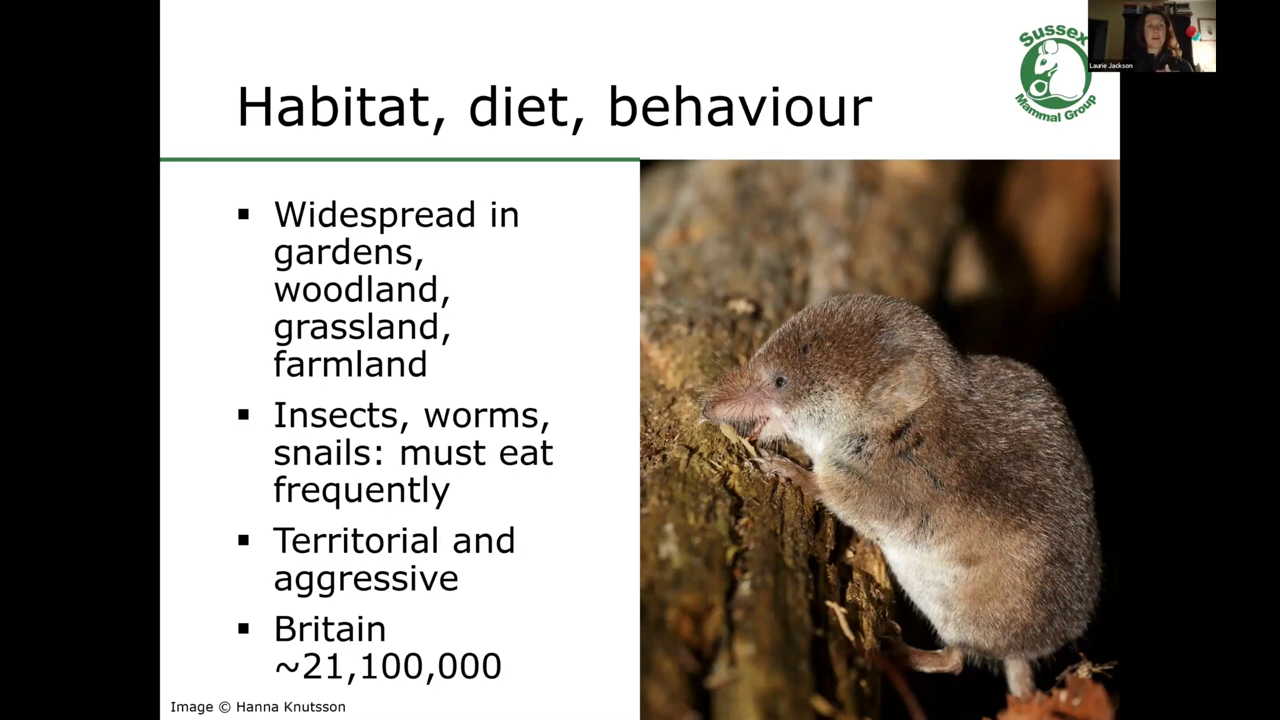 Habitat, diet, behaviour
Sussex
Mammal Group
Laurie Jackson
▪ Widespread in
gardens,
woodland,
grassland,
farmland
▪ Insects, worms,
snails: must eat
frequently
▪ Territorial and
aggressive
▪ Britain
~21,100,000
Image © Hanna Knutsson